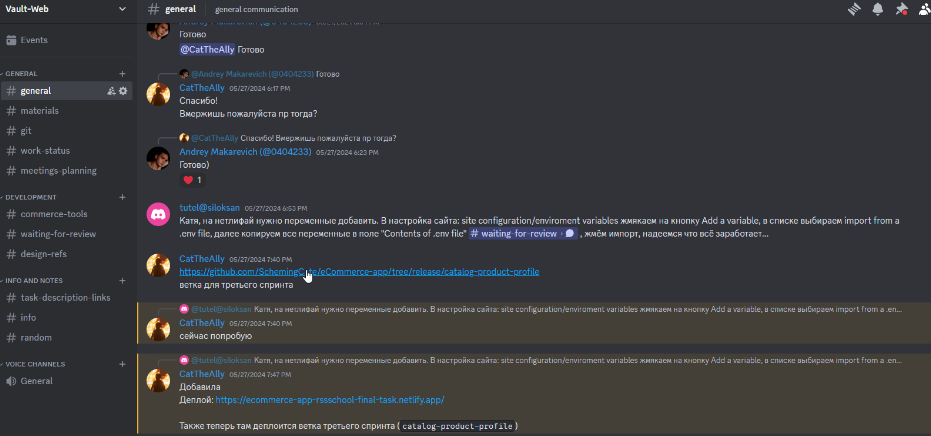 Vault-Web
# general
general communication
Events
GENERAL
# general
# materials
# git
# work-status
# meetings-planning
DEVELOPMENT
# commerce-tools
# waiting-for-review
# design-refs
INFO AND NOTES
# task-description-links
# info
# random
VOICE CHANNELS
General
Готово
@CatTheAlly Готово
@Andrey Makarevich (@0404233) Готово
CatTheAlly 05/27/2024 6:17 PM
Спасибо!
Вмержишь пожалуйста пр тогда?
@CatTheAlly Спасибо! Вмержишь пожалуйста пр тогда?
Andrey Makarevich (@0404233) 05/27/2024 6:23 PM
Готово)
1
tutel@siloksan 05/27/2024 6:53 PM
Катя, на нетлифай нужно переменные добавить. В настройка сайта: site configuration/enviroment variables жмякаем на кнопку Add a variable, в списке выбираем import from a
.env file, далее копируем все переменные в поле "Contents of .env file" # waiting-for-review › , жмём импорт, надеемся что всё заработает...
CatTheAlly 05/27/2024 7:40 PM
https://github.com/SchemingCute/eCommerce-app/tree/release/catalog-product-profile
ветка для третьего спринта
@tutel@siloksan Катя, на нетлифай нужно переменные добавить. В настройка сайта: site configuration/enviroment variables жмякаем на кнопку Add a variable, в списке выбираем import from a .en...
CatTheAlly 05/27/2024 7:40 PM
сейчас попробую
@tutel@siloksan Катя, на нетлифай нужно переменные добавить. В настройка сайта: site configuration/enviroment variables жмякаем на кнопку Add a variable, в списке выбираем import from a .en...
CatTheAlly 05/27/2024 7:47 PM
Добавила
Деплой: https://ecommerce-app-rssschool-final-task.netlify.app/
Также теперь там деплоится ветка третьего спринта ( catalog-product-profile )